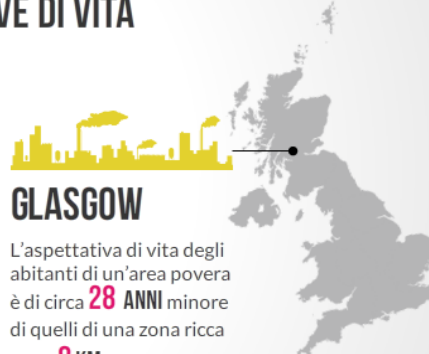 VE DI VITA
GLASGOW
L'aspettativa di vita degli
abitanti di un'area povera
è di circa 28 ANNI minore
di quelli di una zona ricca
KM